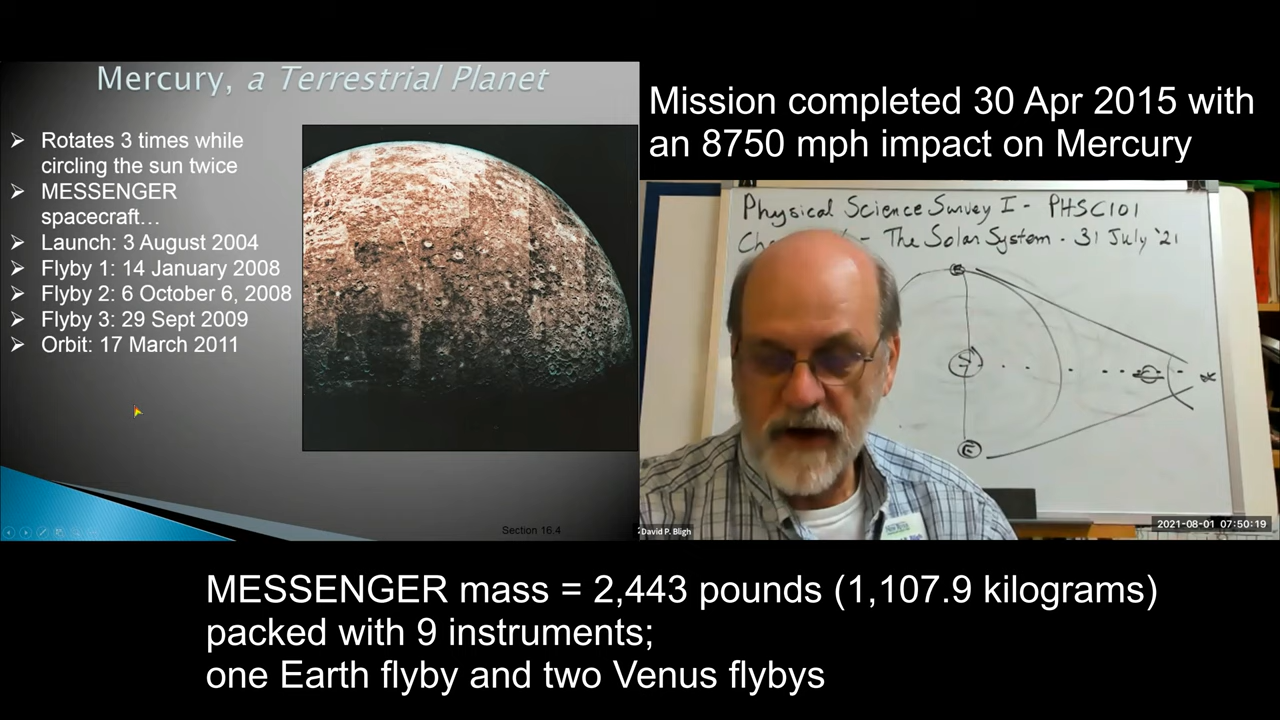 Mercury, a Terrestrial Planet
Rotates 3 times while
circling the sun twice
MESSENGER
spacecraft…
Launch: 3 August 2004
Flyby 1: 14 January 2008
Flyby 2: 6 October 6, 2008
Flyby 3: 29 Sept 2009
Orbit: 17 March 2011
Section 16.4
Mission completed 30 Apr 2015 with
an 8750 mph impact on Mercury
Physical Science Survey I - PHSC101
The Solar System - 31 July '21
E
David P. Bligh
2021-08-01 07:50:19
MESSENGER mass = 2,443 pounds (1,107.9 kilograms)
packed with 9 instruments;
one Earth flyby and two Venus flybys